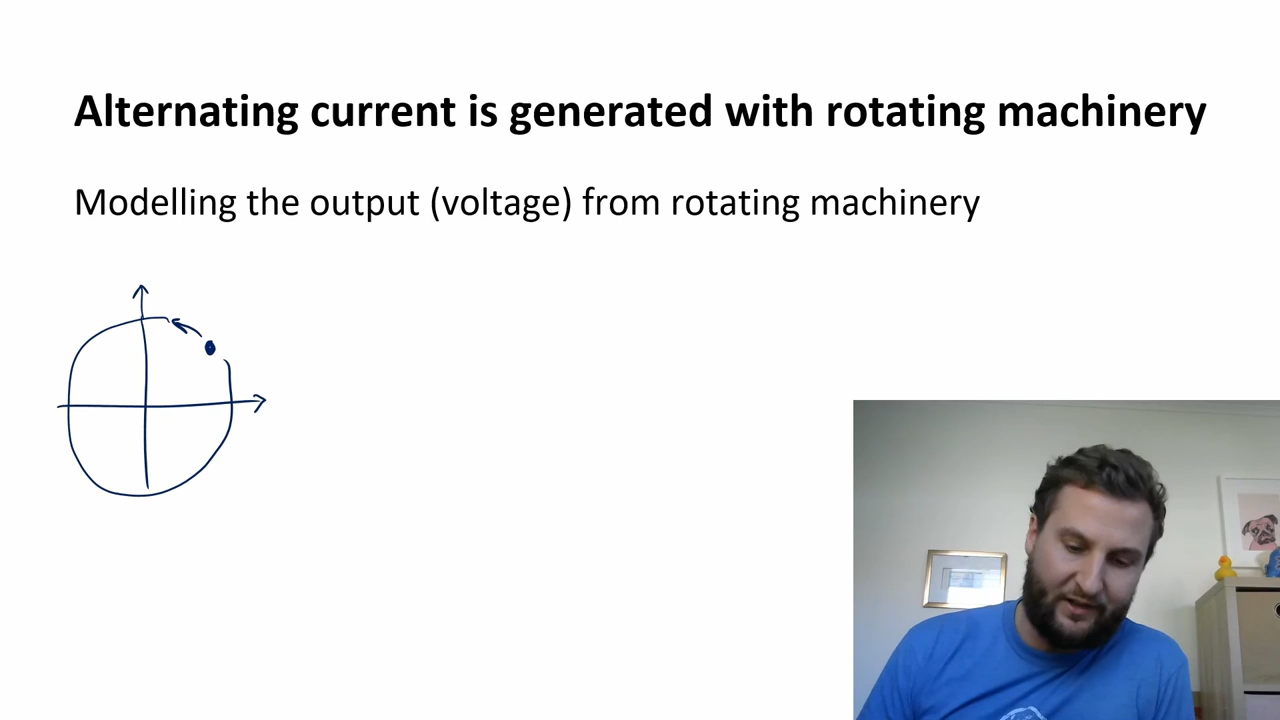 Alternating current is generated with rotating machinery
Modelling the output (voltage) from rotating machinery